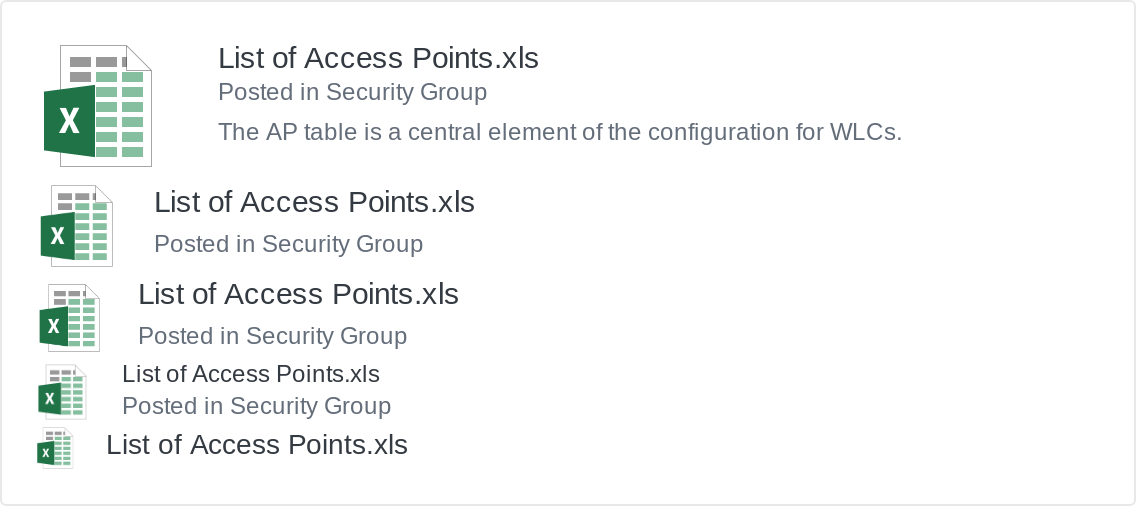 List of Access Points.xls
Posted in Security Group
The AP table is a central element of the configuration for WLCs.
X
List of Access Points.xls
Posted in Security Group
X
List of Access Points.xls
Posted in Security Group
X
List of Access Points.xls
Posted in Security Group
X
List of Access Points.xls
X